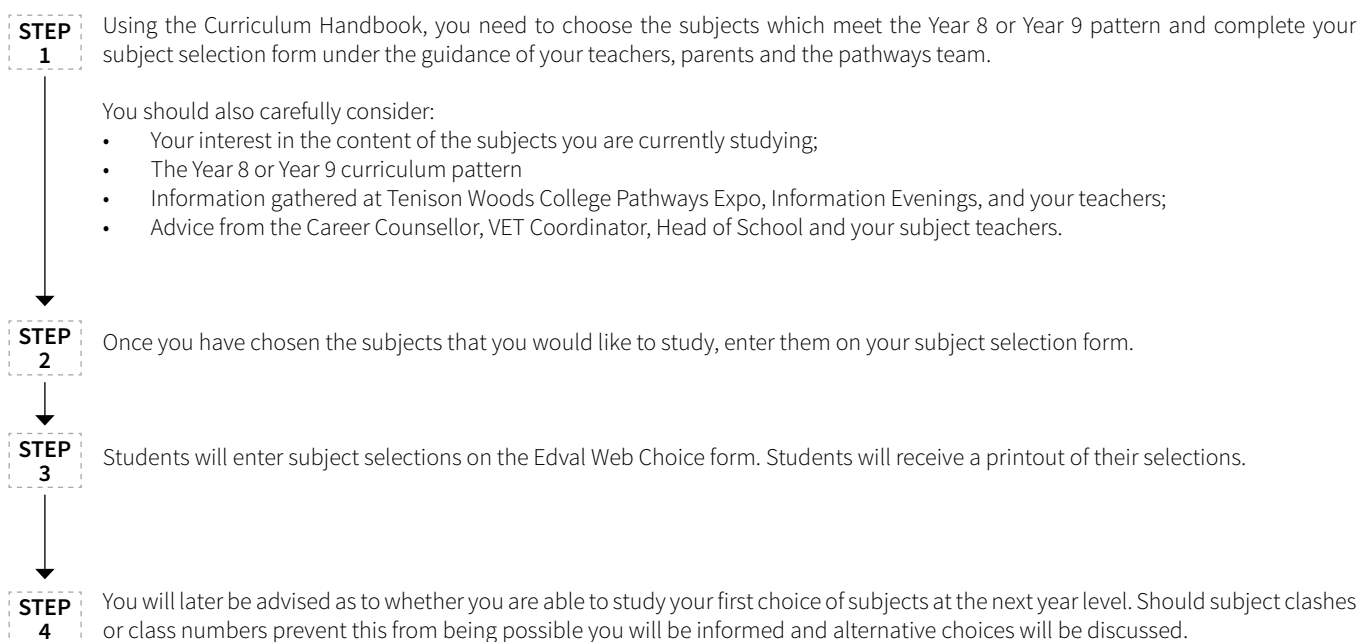 STEP
1
Using the Curriculum Handbook, you need to choose the subjects which meet the Year 8 or Year 9 pattern and complete your
subject selection form under the guidance of your teachers, parents and the pathways team.
You should also carefully consider:
• Your interest in the content of the subjects you are currently studying;
• The Year 8 or Year 9 curriculum pattern
• Information gathered at Tenison Woods College Pathways Expo, Information Evenings, and your teachers;
• Advice from the Career Counsellor, VET Coordinator, Head of School and your subject teachers.
STEP
2
Once you have chosen the subjects that you would like to study, enter them on your subject selection form.
STEP
3
Students will enter subject selections on the Edval Web Choice form. Students will receive a printout of their selections.
STEP
4
You will later be advised as to whether you are able to study your first choice of subjects at the next year level. Should subject clashes
or class numbers prevent this from being possible you will be informed and alternative choices will be discussed.